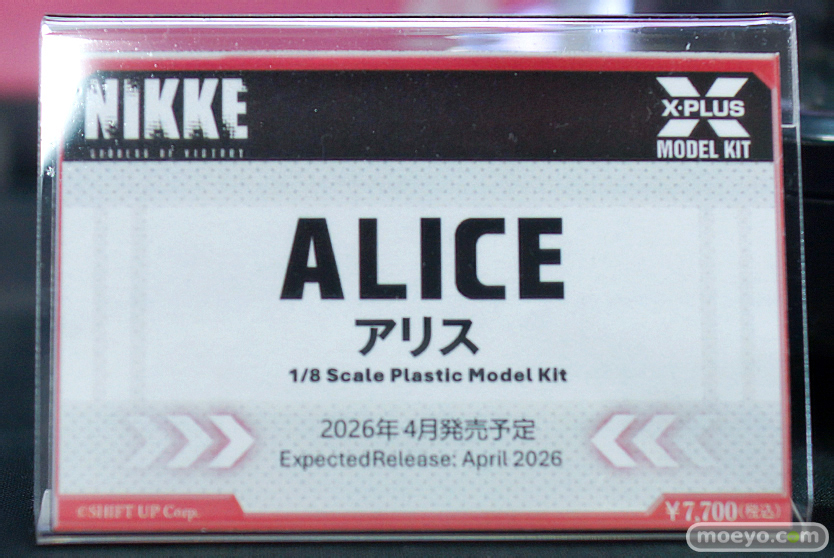 NIKKE
GODDESS OF VICTORY
X-PLUS
MODEL KIT
ALICE
アリス
1/8 Scale Plastic Model Kit
2026年4月発売予定
Expected Release: April 2026
©SHIFT UP Corp.
¥7,700(税込)
moeyo.com